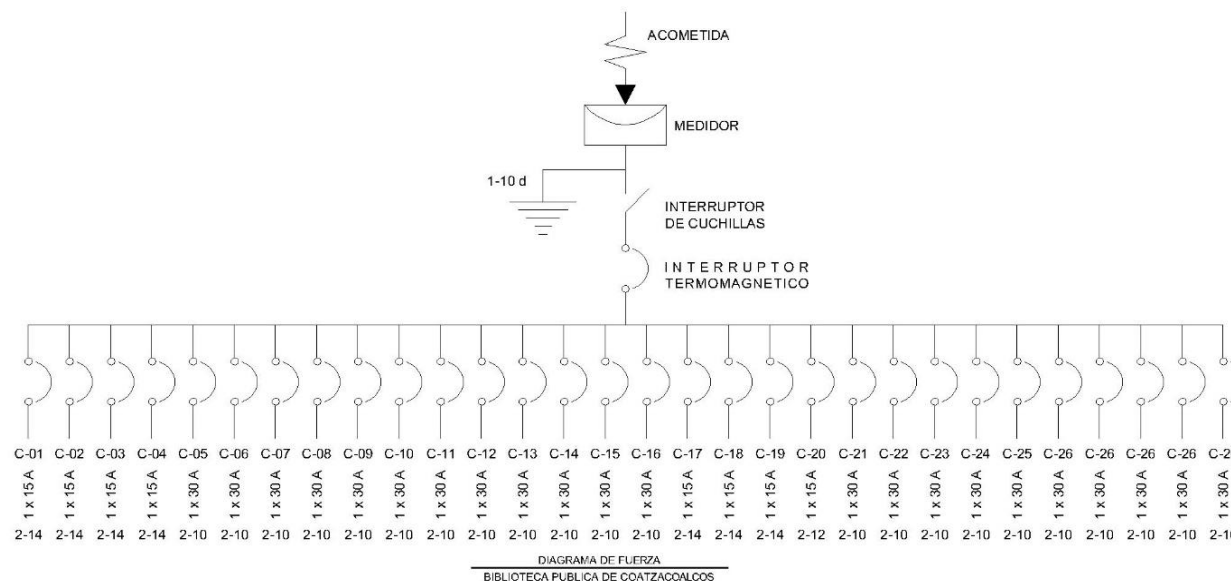 ACOMETIDA
MEDIDOR
1-10 d
INTERRUPTOR
DE CUCHILLAS
INTERRUPTOR
TERMOMAGNETICO
C-01 C-02 C-03 C-04 C-05 C-06 C-07 C-08 C-09 C-10 C-11 C-12 C-13 C-14 C-15 C-16 C-17 C-18 C-19 C-20 C-21 C-22 C-23 C-24 C-25 C-26 C-26 C-26 C-26
1 x 15 A 1 x 15 A 1 x 15 A 1 x 15 A 1 x 30 A 1 x 30 A 1 x 30 A 1 x 30 A 1 x 30 A 1 x 30 A 1 x 30 A 1 x 30 A 1 x 30 A 1 x 30 A 1 x 30 A 1 x 30 A 1 x 15 A 1 x 15 A 1 x 15 A 1 x 15 A 1 x 30 A 1 x 30 A 1 x 30 A 1 x 30 A 1 x 30 A 1 x 30 A 1 x 30 A 1 x 30 A 1 x 30 A 1 x 30 A
2-14 2-14 2-14 2-14 2-10 2-10 2-10 2-10 2-10 2-10 2-10 2-10 2-10 2-10 2-10 2-10 2-14 2-14 2-14 2-12 2-10 2-10 2-10 2-10 2-10 2-10 2-10 2-10 2-10
DIAGRAMA DE FUERZA
BIBLIOTECA PUBLICA DE COATZACOALCOS